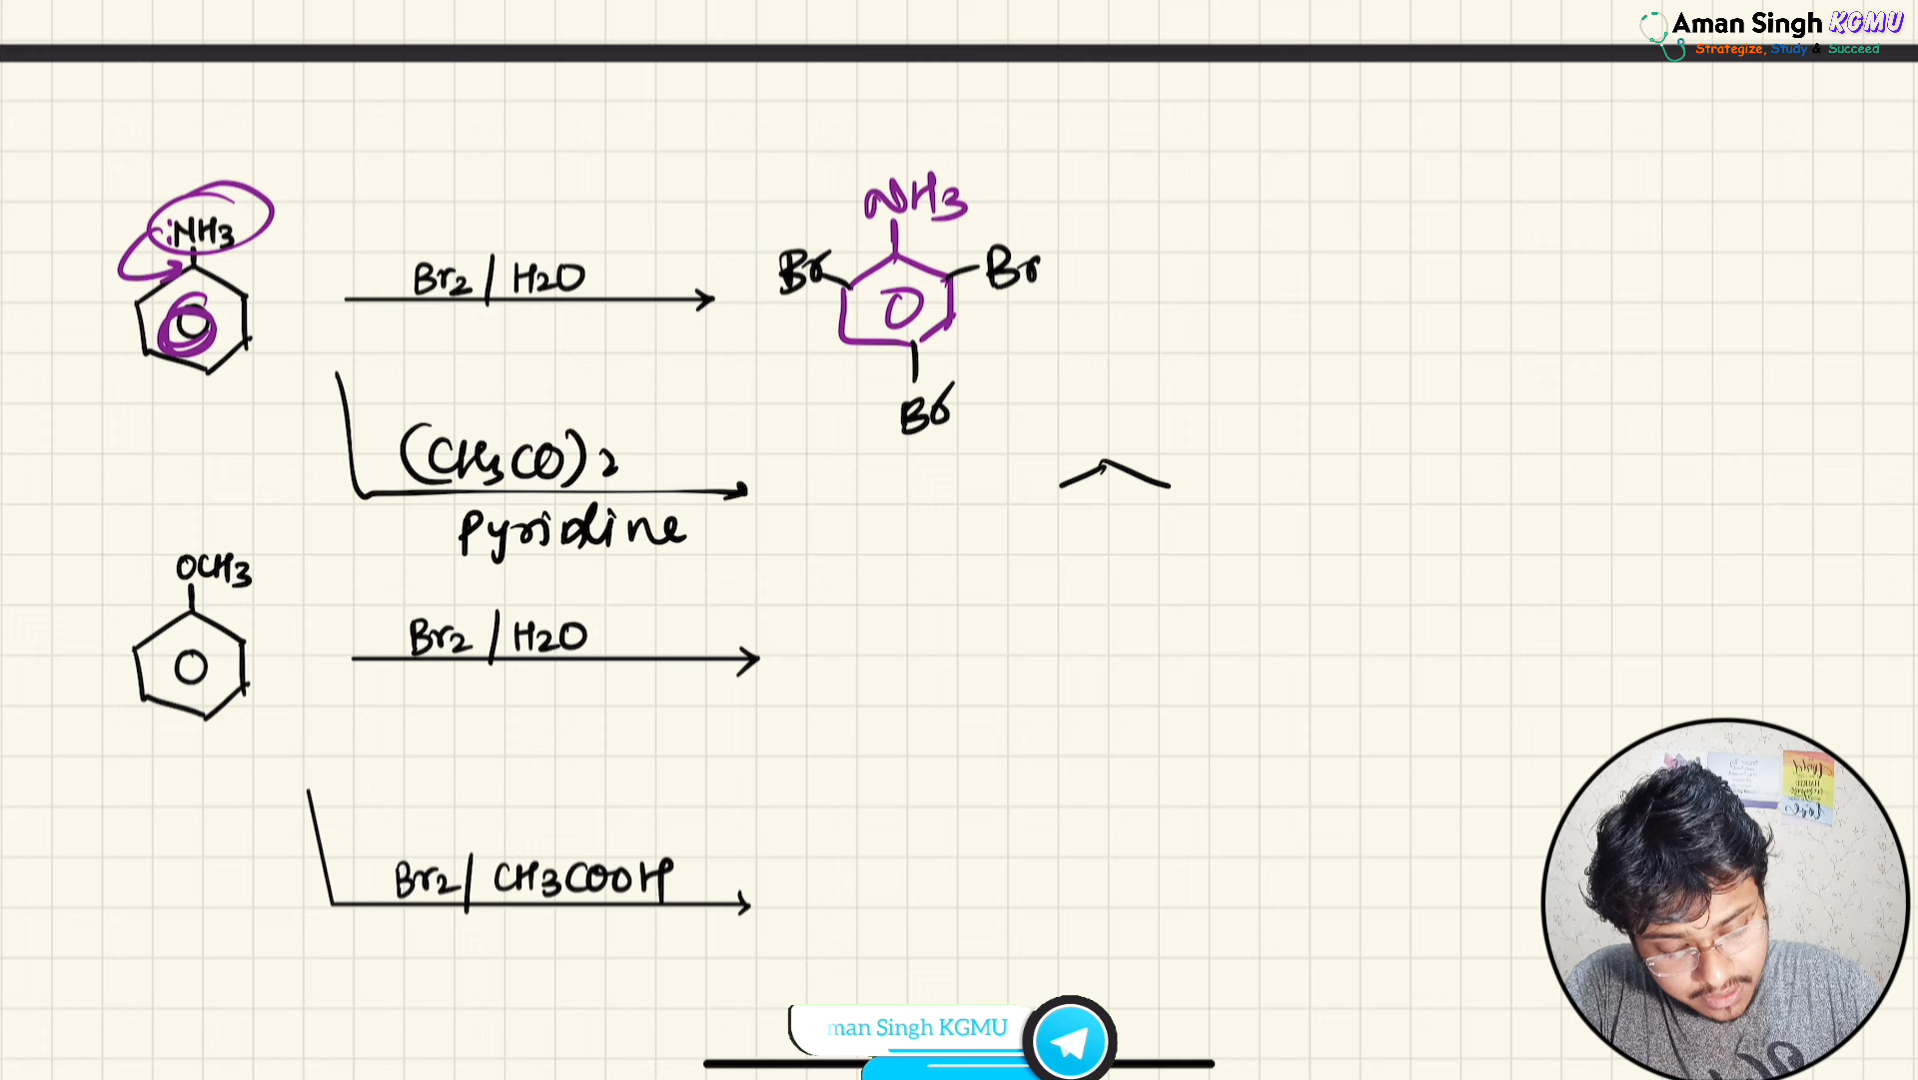 Aman Singh KGMU
Strategize, Study & Succeed
:NH3
Br2 / H2O
NH3
Br
Br
Br
(CH3CO)2
Pyridine
OCH3
Br2 / H2O
Br2 / CH3COOH
man Singh KGMU